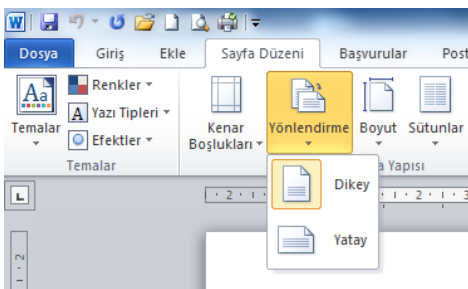 Dosya Giriş Ekle Sayfa Düzeni Başvurular Post
Renkler
Aa
Yazı Tipleri
Temalar
Efektler
Kenar Boşlukları
Yönlendirme
Boyut
Sütunlar
Temalar
a Yapısı
Dikey
Yatay
L
2 1 1 2 3
2